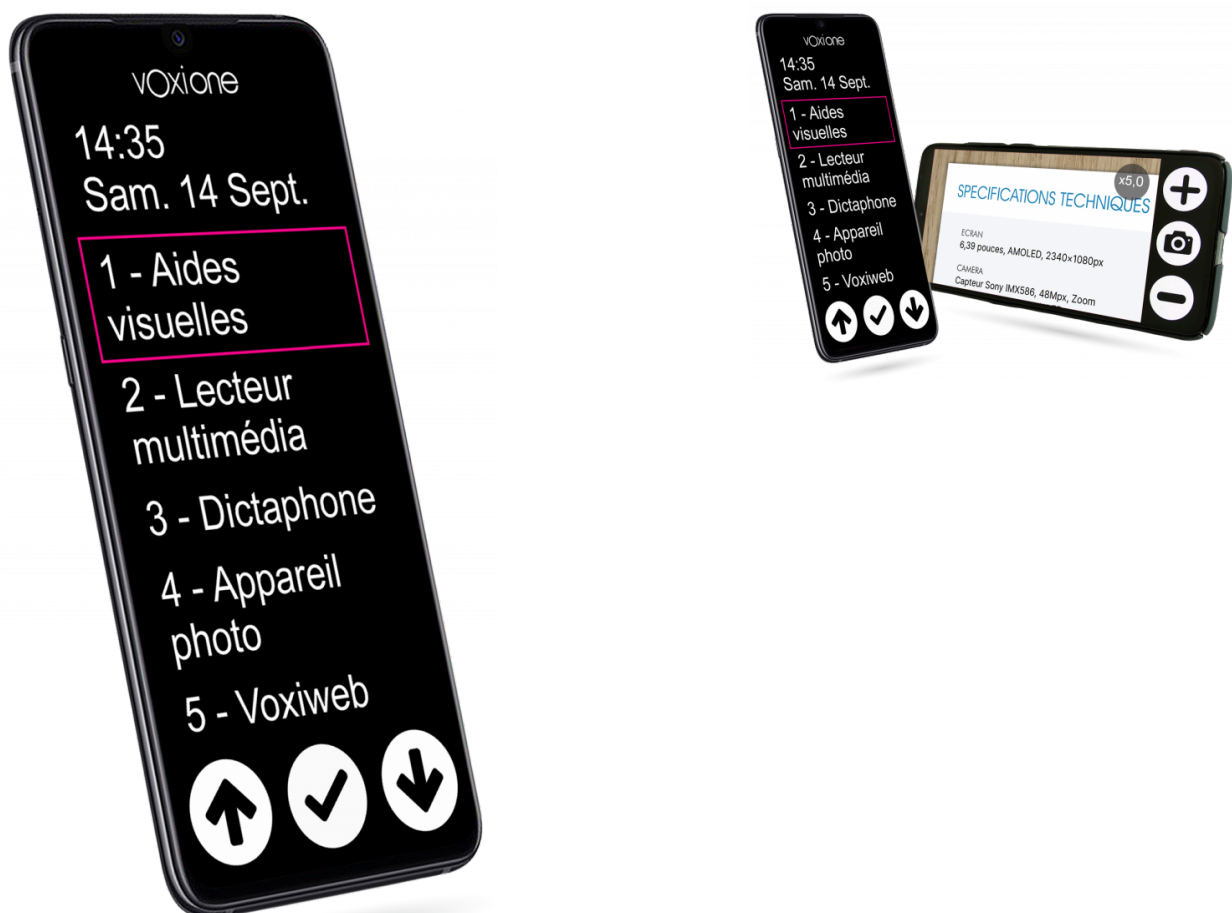 vOxione
14:35
Sam. 14 Sept.
1 - Aides
visuelles
2 - Lecteur
multimédia
3 - Dictaphone
4 - Appareil
photo
5 - Voxiweb
vOxione
14:35
Sam. 14 Sept.
1 - Aides
visuelles
2 - Lecteur
multimédia
3 - Dictaphone
4 - Appareil
photo
5 - Voxiweb
x5,0
SPECIFICATIONS TECHNIQUES
ECRAN
6,39 pouces, AMOLED, 2340×1080px
CAMERA
Capteur Sony IMX586, 48Mpx, Zoom